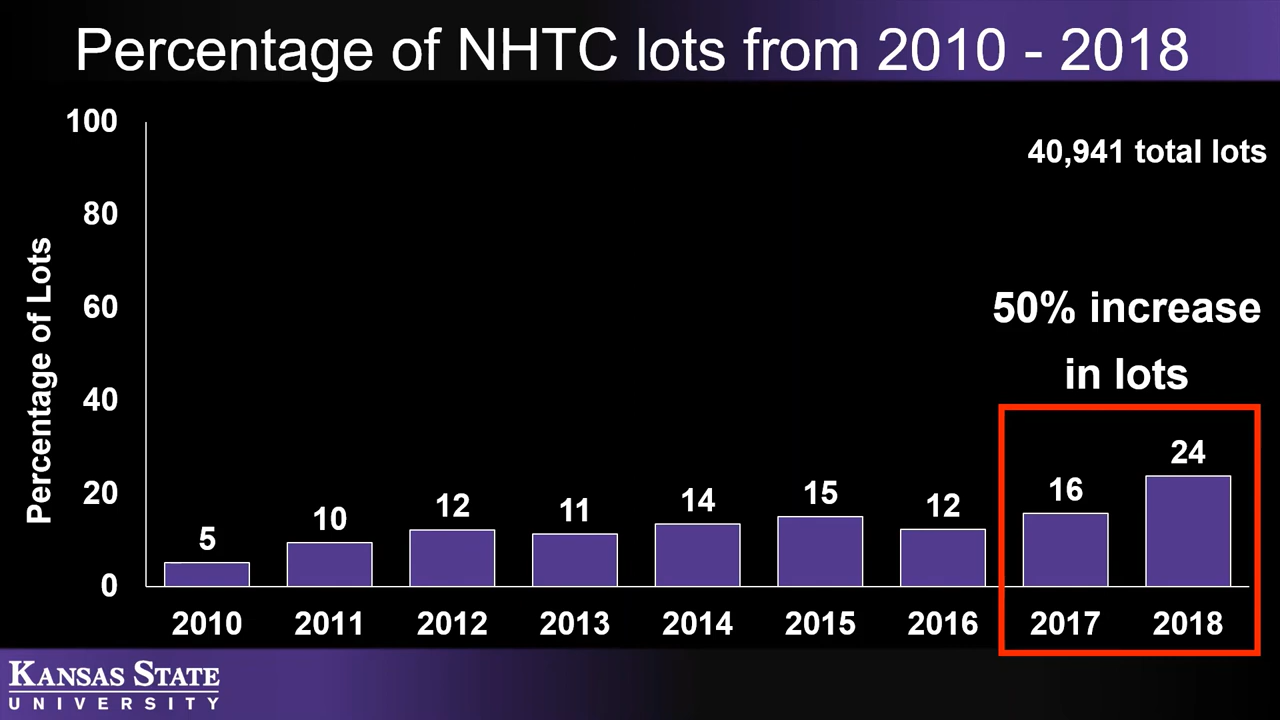 Percentage of NHTC lots from 2010 - 2018
100
40,941 total lots
80
Percentage of Lots
60
50% increase
in lots
40
20
0
5
10
12
11
14
15
12
16
24
2010 2011 2012 2013 2014 2015 2016 2017 2018
KANSAS STATE
UNIVERSITY